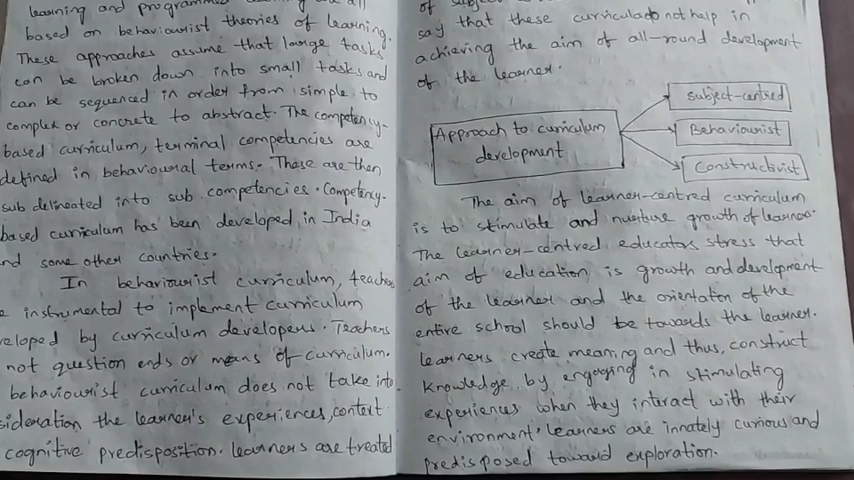 learning and programmed all
based on behaviourist theories of learning.
These approaches assume that large tasks
can be broken down into small tasks and
can be sequenced in order from simple to
complex or concrete to abstract. The competency-
based curriculum, terminal competencies are
defined in behavioural terms. These are then
sub delineated into sub competencies. Competency-
based curriculum has been developed in India
nd some other countries.
In behaviourist curriculum, teachers
e instrumental to implement curriculum
veloped by curriculum developers. Teachers
not question ends or means of curriculum.
behaviourist curriculum does not take into
sideration the learner's experiences, context
cognitive predisposition. learners are treated
of subject
say that these curricula do not help in
achieving the aim of all-round development
of the learner.
Approach to curriculum
development
Subject-centred
Behaviourist
Constructivist
The aim of learner-centred curriculum
is to stimulate and nurture growth of learner.
The learner-centred educators stress that
aim of education is growth and development
of the learner and the orientation of the
entire school should be towards the learner.
learners create meaning and thus, construct
knowledge by engaging in stimulating
experiences when they interact with their
environment. Learners are innately curious and
predisposed toward exploration.